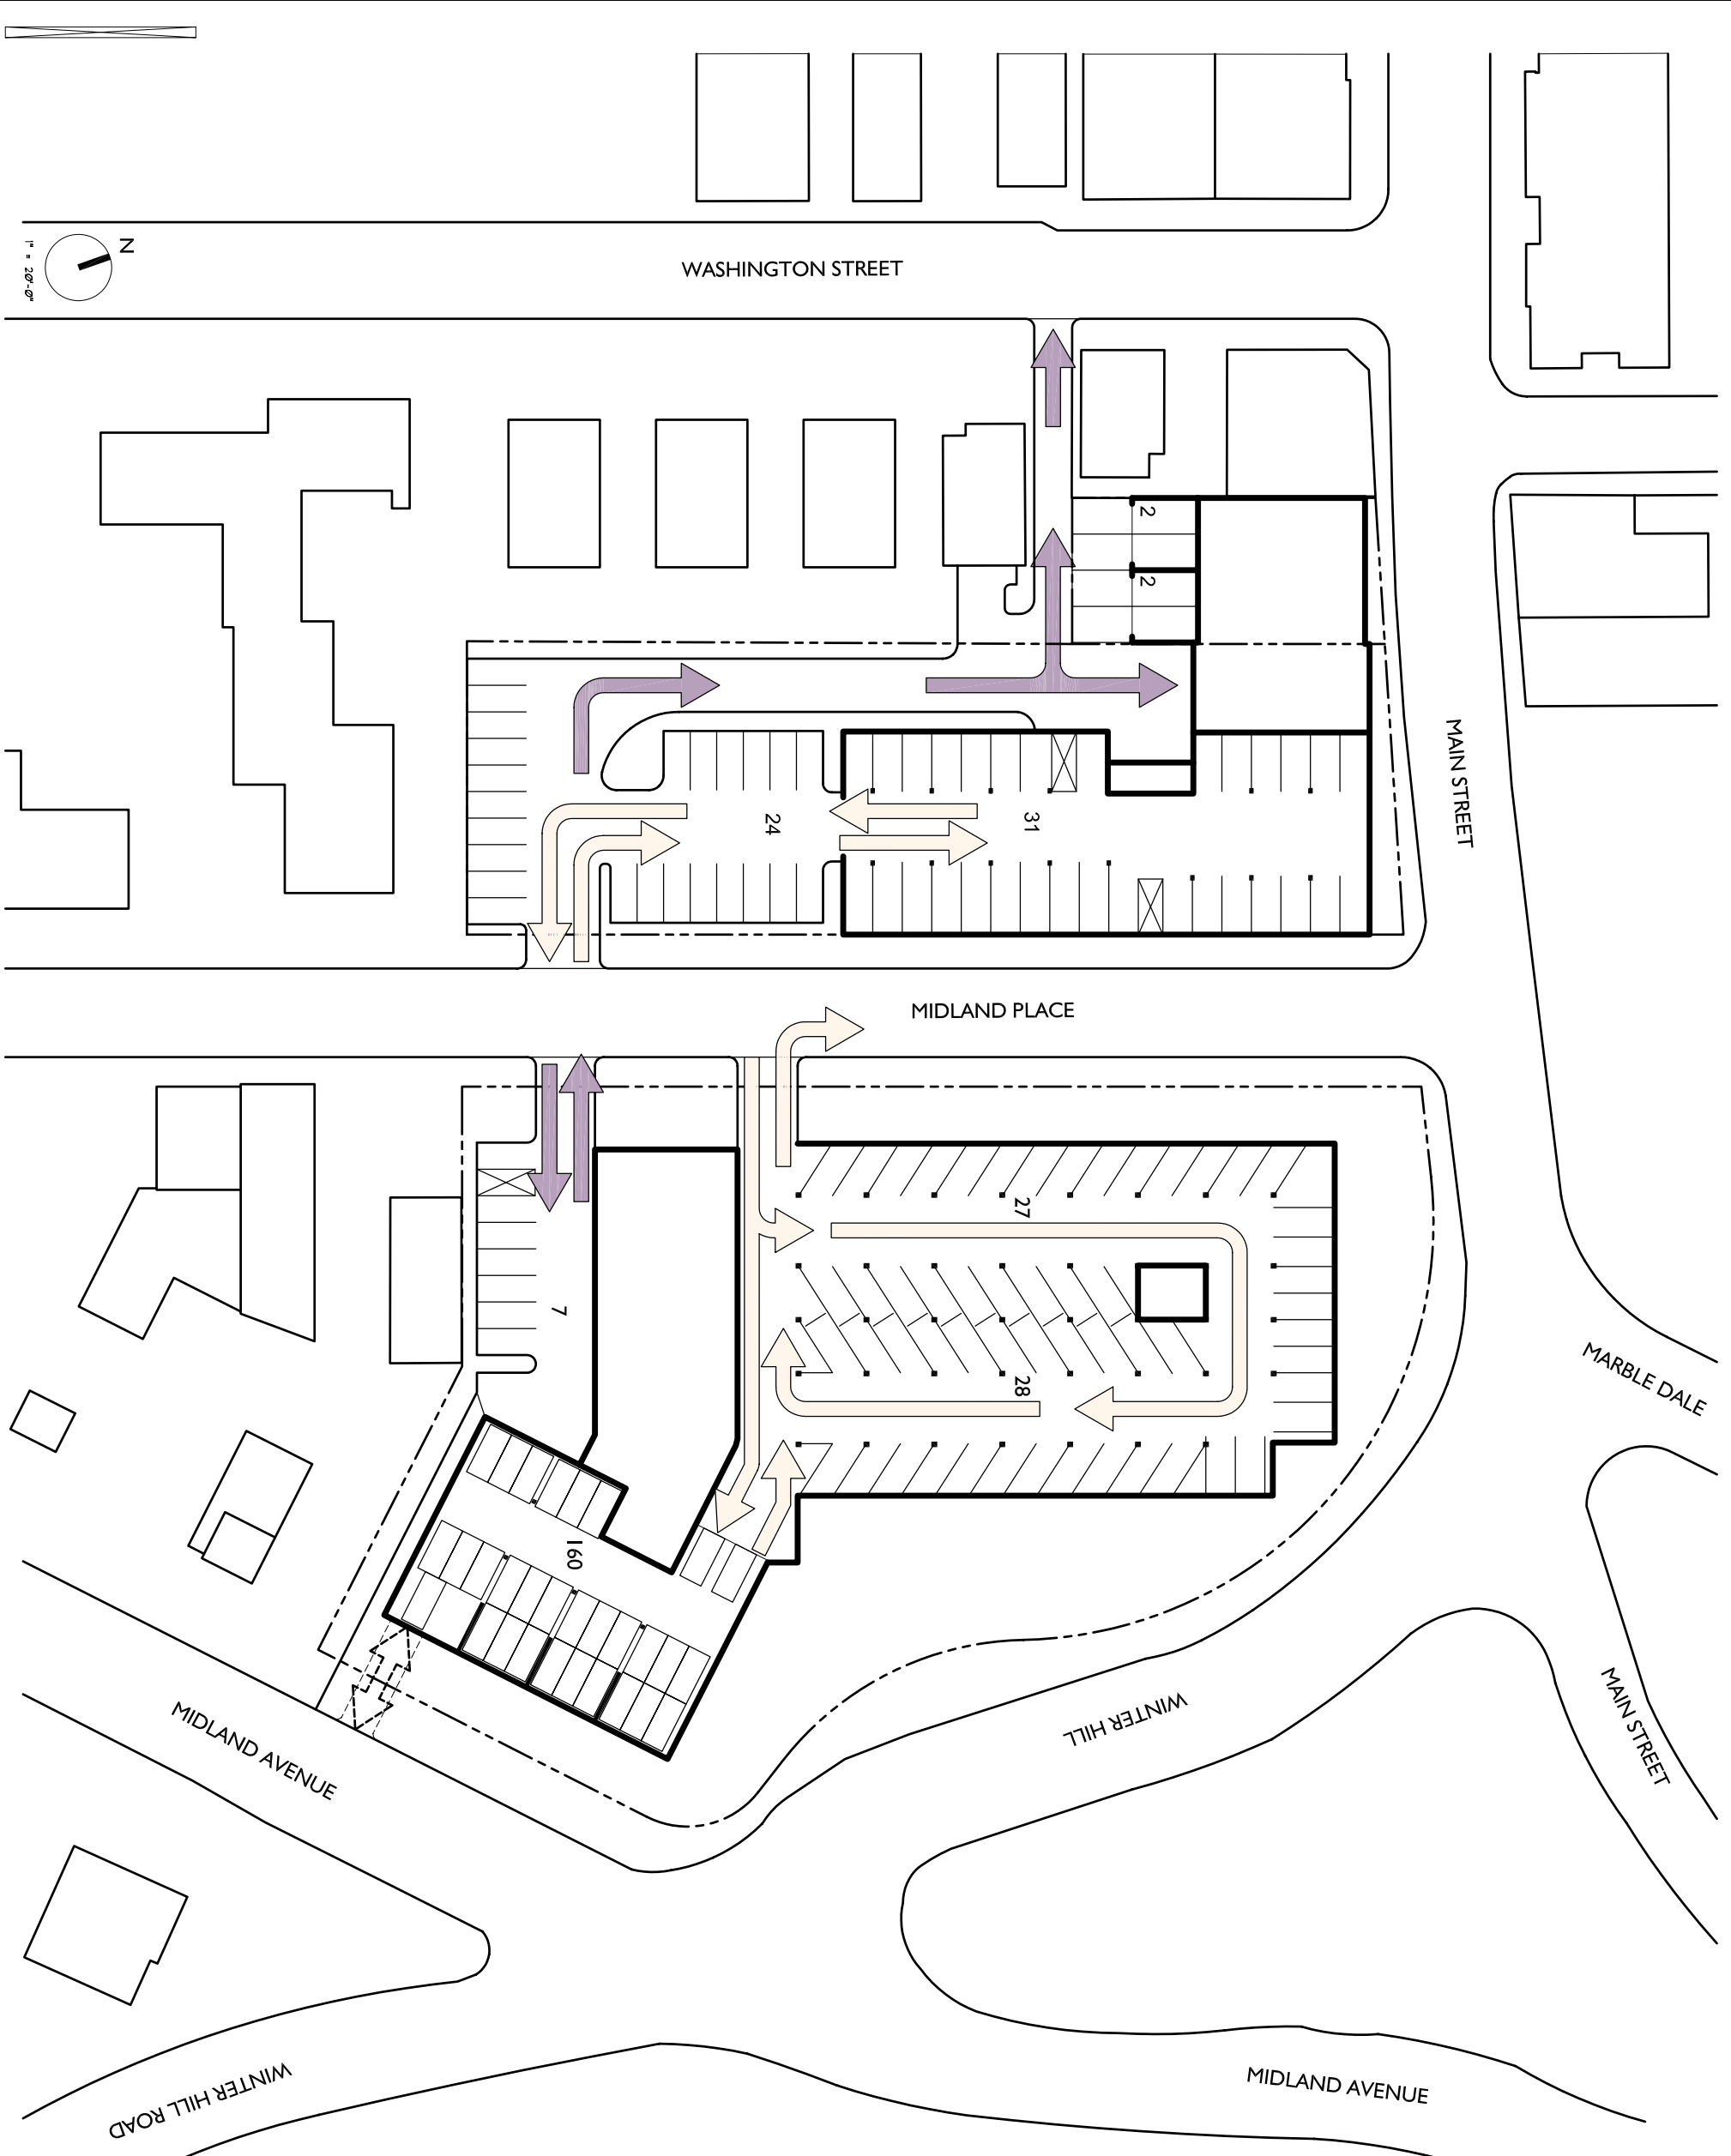 N
1" = 20'-0"
WASHINGTON STREET
2
2
MAIN STREET
24
31
MIDLAND PLACE
27
7
28
MARBLE DALE
160
WINTER HILL
MAIN STREET
MIDLAND AVENUE
WINTER HILL ROAD
MIDLAND AVENUE